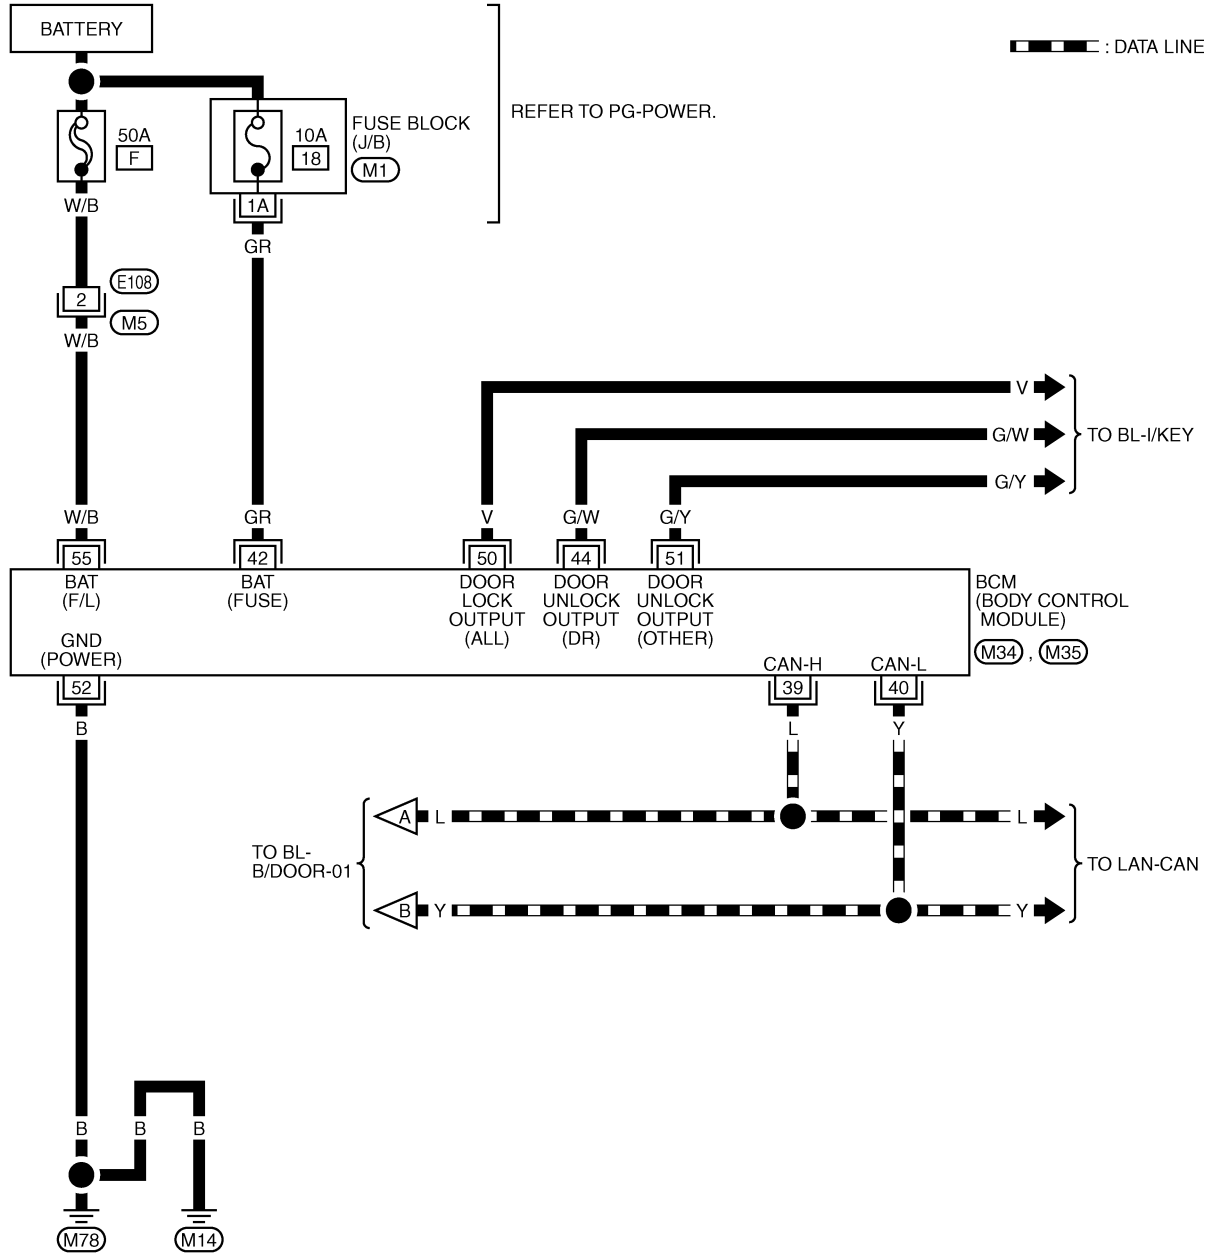 BATTERY
: DATA LINE
REFER TO PG-POWER.
50A
F
10A
18
FUSE BLOCK
(J/B)
M1
W/B
1A
GR
2
E108
M5
W/B
V
G/W
G/Y
TO BL-I/KEY
W/B
GR
V
G/W
G/Y
55
42
50
44
51
BAT
(F/L)
BAT
(FUSE)
DOOR
LOCK
OUTPUT
(ALL)
DOOR
UNLOCK
OUTPUT
(DR)
DOOR
UNLOCK
OUTPUT
(OTHER)
BCM
(BODY CONTROL
MODULE)
M34 , M35
GND
(POWER)
CAN-H
CAN-L
52
39
40
B
L
Y
A
L
L
TO BL-
B/DOOR-01
TO LAN-CAN
B
Y
Y
B
B
B
M78
M14